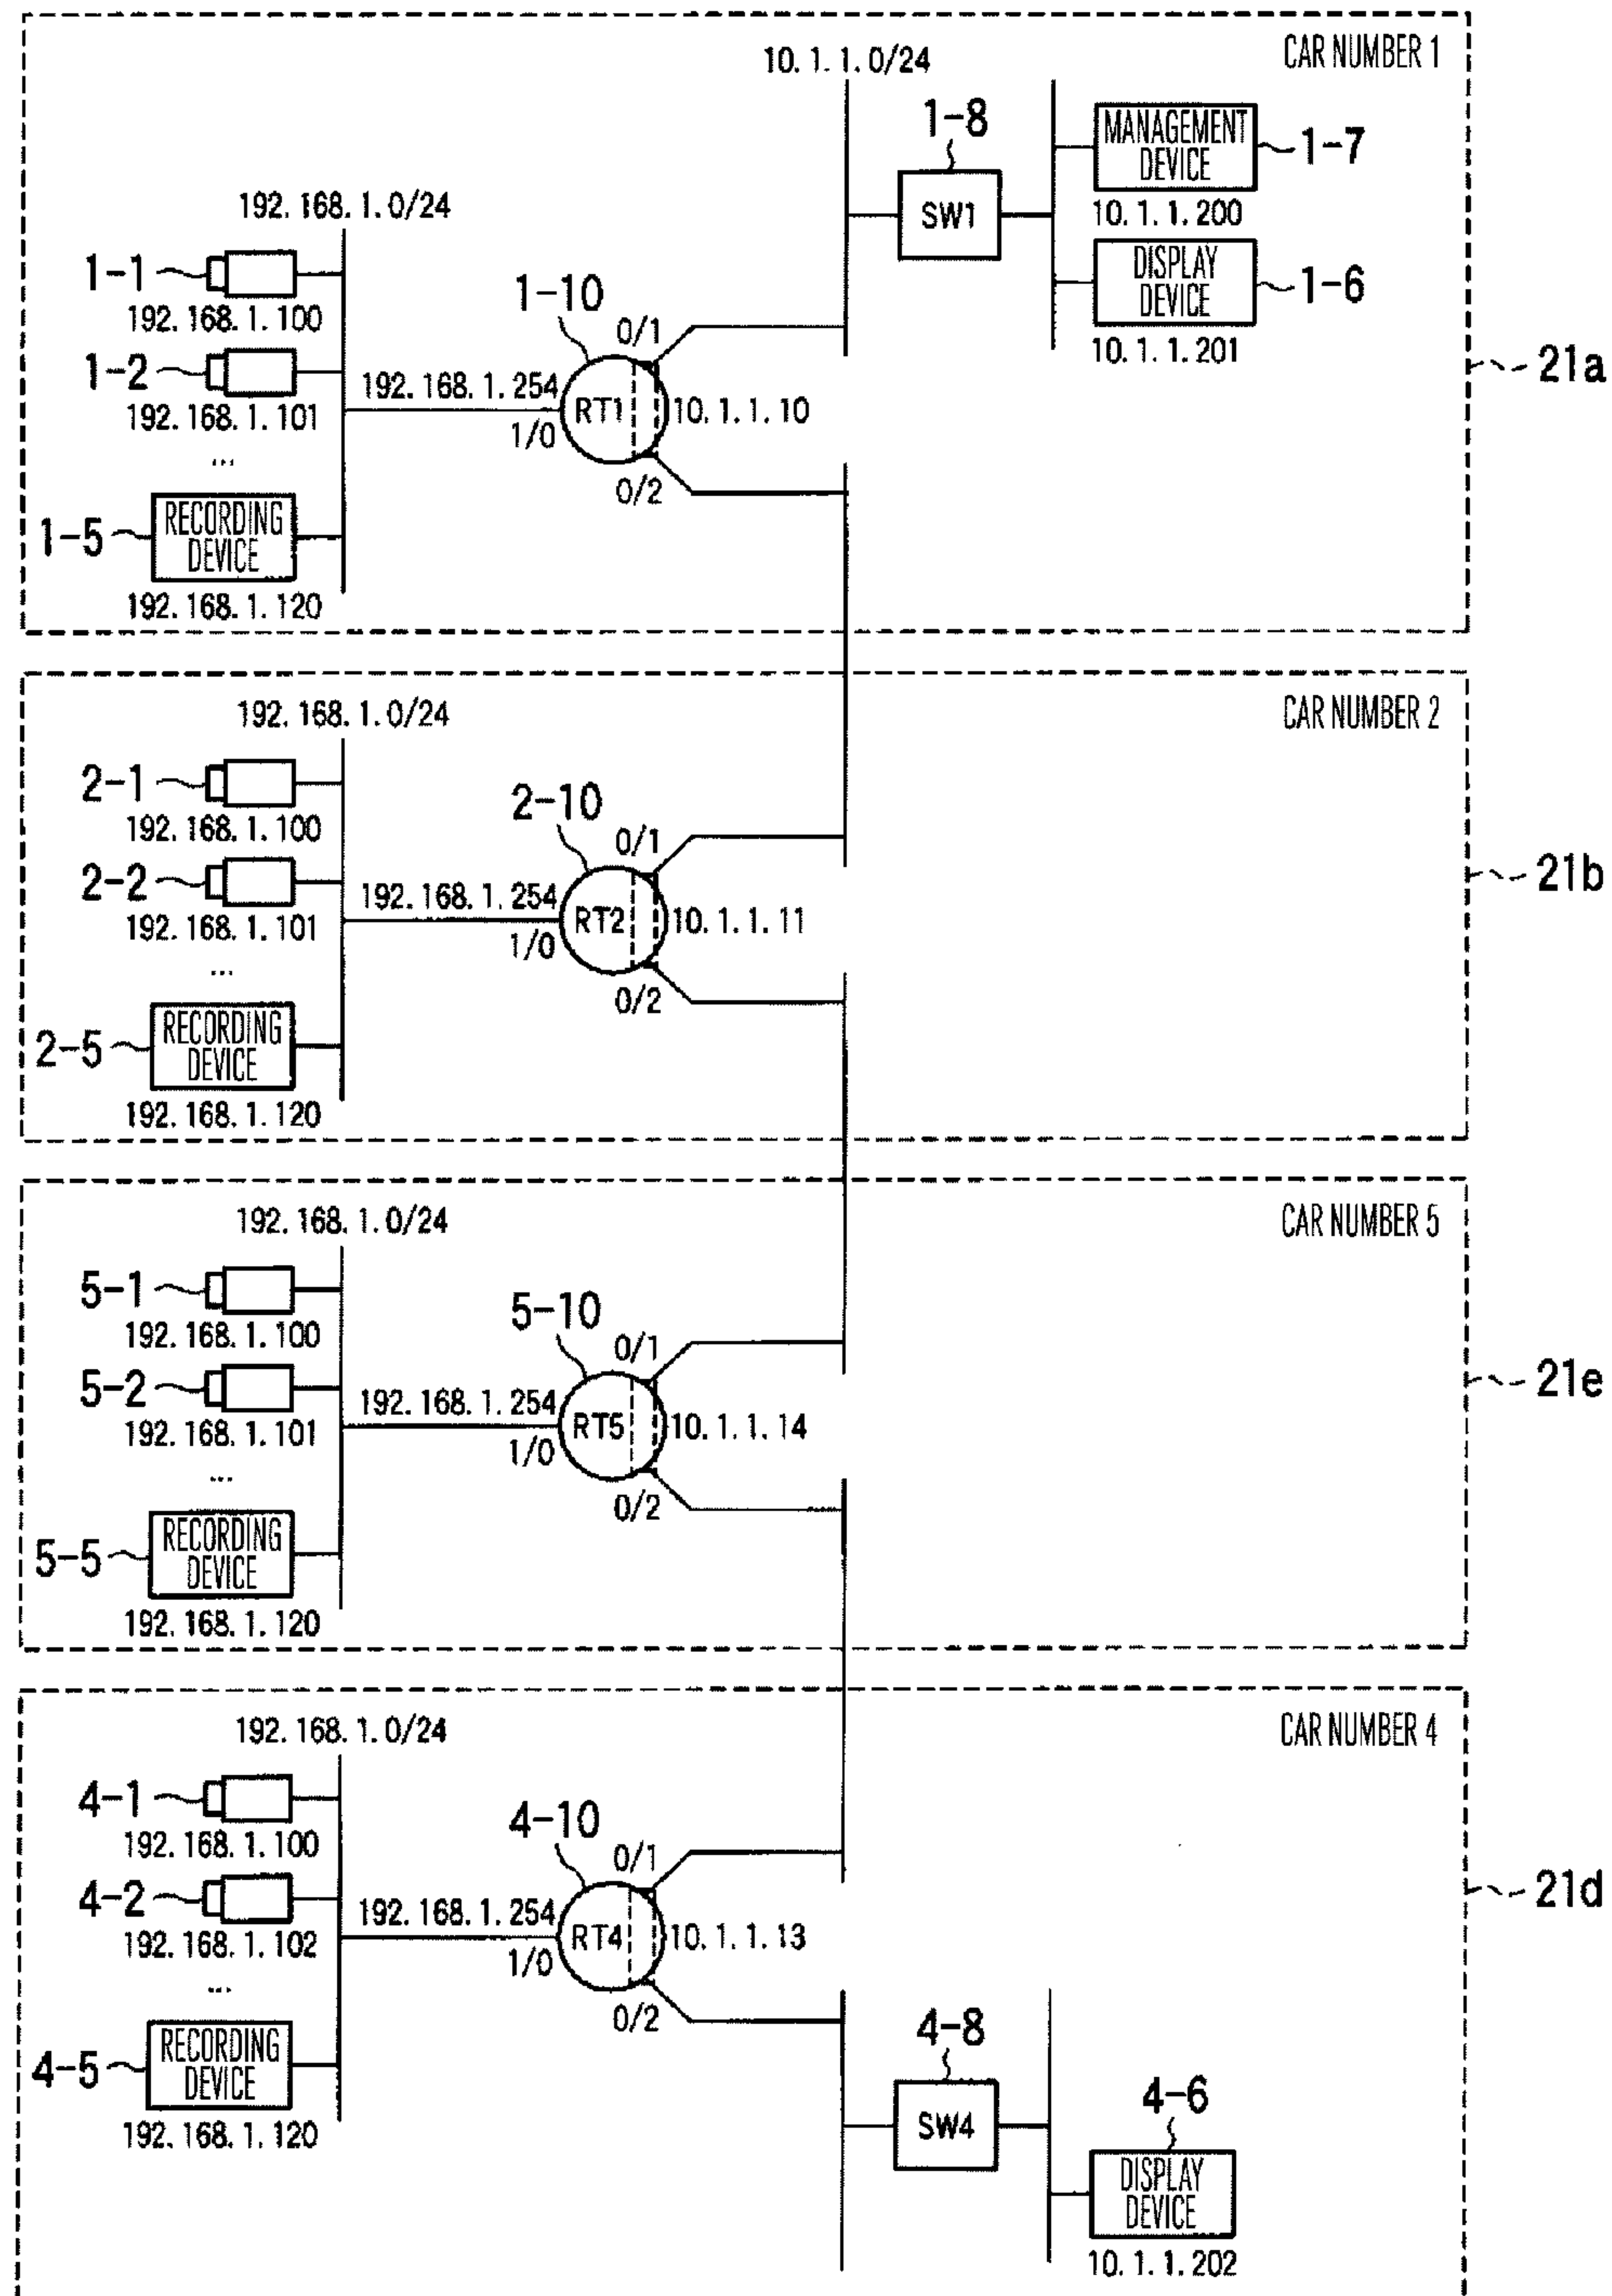 CAR NUMBER 1
10. 1. 1. 0/24
1-8
SW1
MANAGEMENT
DEVICE
1-7
10. 1. 1. 200
DISPLAY
DEVICE
1-6
10. 1. 1. 201
192. 168. 1. 0/24
1-1
192. 168. 1. 100
1-2
192. 168. 1. 101
...
1-5
RECORDING
DEVICE
192. 168. 1. 120
192. 168. 1. 254
1/0
1-10
0/1
RT1
10. 1. 1. 10
0/2
21a
CAR NUMBER 2
192. 168. 1. 0/24
2-1
192. 168. 1. 100
2-2
192. 168. 1. 101
...
2-5
RECORDING
DEVICE
192. 168. 1. 120
192. 168. 1. 254
1/0
2-10
0/1
RT2
10. 1. 1. 11
0/2
21b
CAR NUMBER 5
192. 168. 1. 0/24
5-1
192. 168. 1. 100
5-2
192. 168. 1. 101
...
5-5
RECORDING
DEVICE
192. 168. 1. 120
192. 168. 1. 254
1/0
5-10
0/1
RT5
10. 1. 1. 14
0/2
21e
CAR NUMBER 4
192. 168. 1. 0/24
4-1
192. 168. 1. 100
4-2
192. 168. 1. 102
...
4-5
RECORDING
DEVICE
192. 168. 1. 120
192. 168. 1. 254
1/0
4-10
0/1
RT4
10. 1. 1. 13
0/2
21d
4-8
SW4
4-6
DISPLAY
DEVICE
10. 1. 1. 202